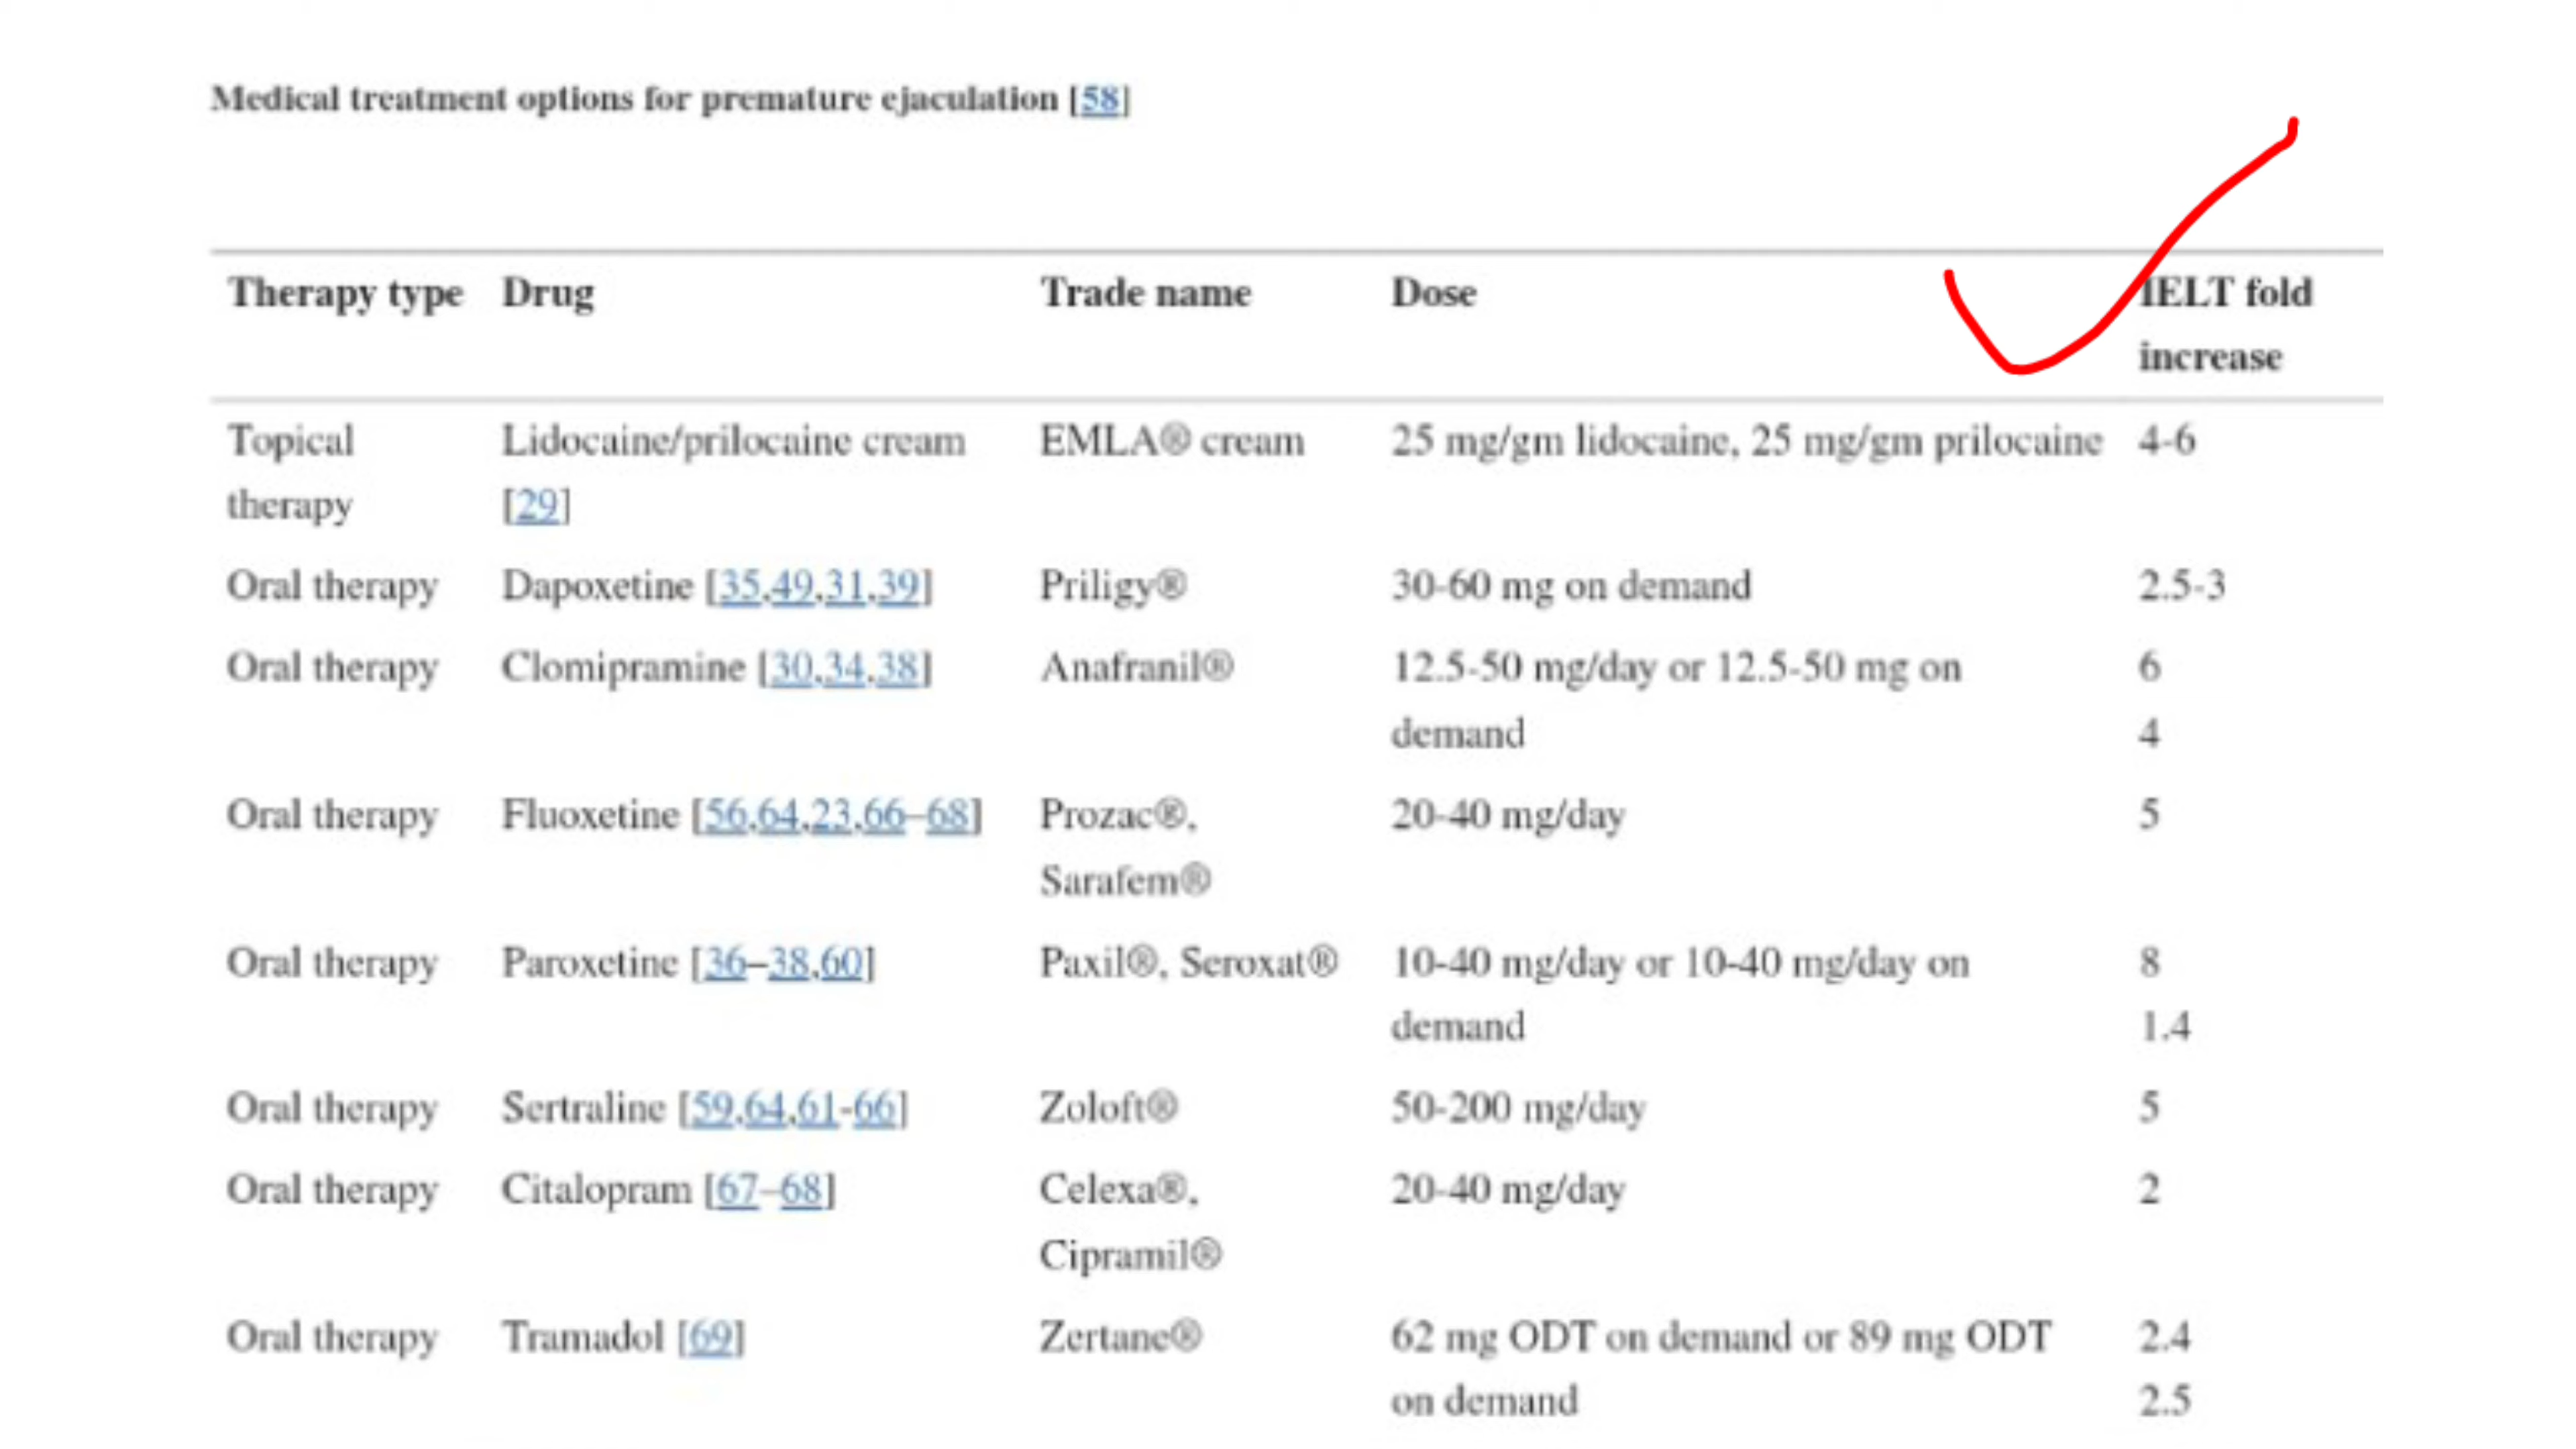 Medical treatment options for premature ejaculation [58]
Therapy type Drug Trade name Dose IELT fold
increase
Topical Lidocaine/prilocaine cream EMLA® cream 25 mg/gm lidocaine, 25 mg/gm prilocaine 4-6
therapy [29]
Oral therapy Dapoxetine [35,49,31,39] Priligy® 30-60 mg on demand 2.5-3
Oral therapy Clomipramine [30,34,38] Anafranil® 12.5-50 mg/day or 12.5-50 mg on 6
demand 4
Oral therapy Fluoxetine [56,64,23,66–68] Prozac®, 20-40 mg/day 5
Sarafem®
Oral therapy Paroxetine [36–38,60] Paxil®, Seroxat® 10-40 mg/day or 10-40 mg/day on 8
demand 1.4
Oral therapy Sertraline [59,64,61-66] Zoloft® 50-200 mg/day 5
Oral therapy Citalopram [67–68] Celexa®, 20-40 mg/day 2
Cipramil®
Oral therapy Tramadol [69] Zertane® 62 mg ODT on demand or 89 mg ODT 2.4
on demand 2.5